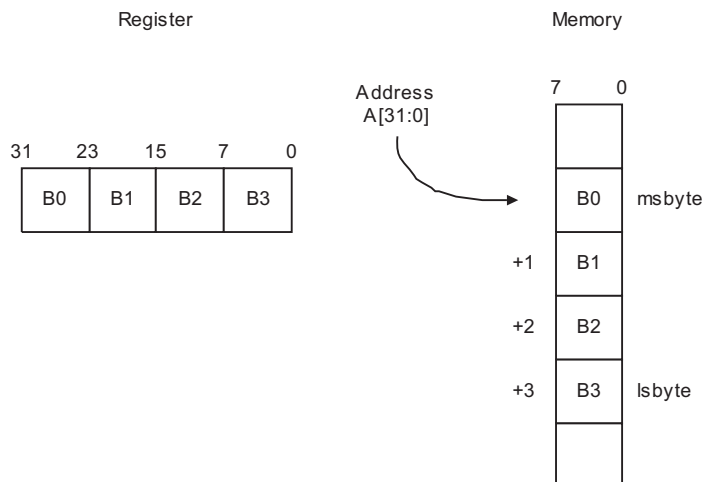 Register
Memory
Address
A[31:0]
7 0
31 23 15 7 0
B0 B1 B2 B3
B0 msbyte
+1 B1
+2 B2
+3 B3 lsbyte